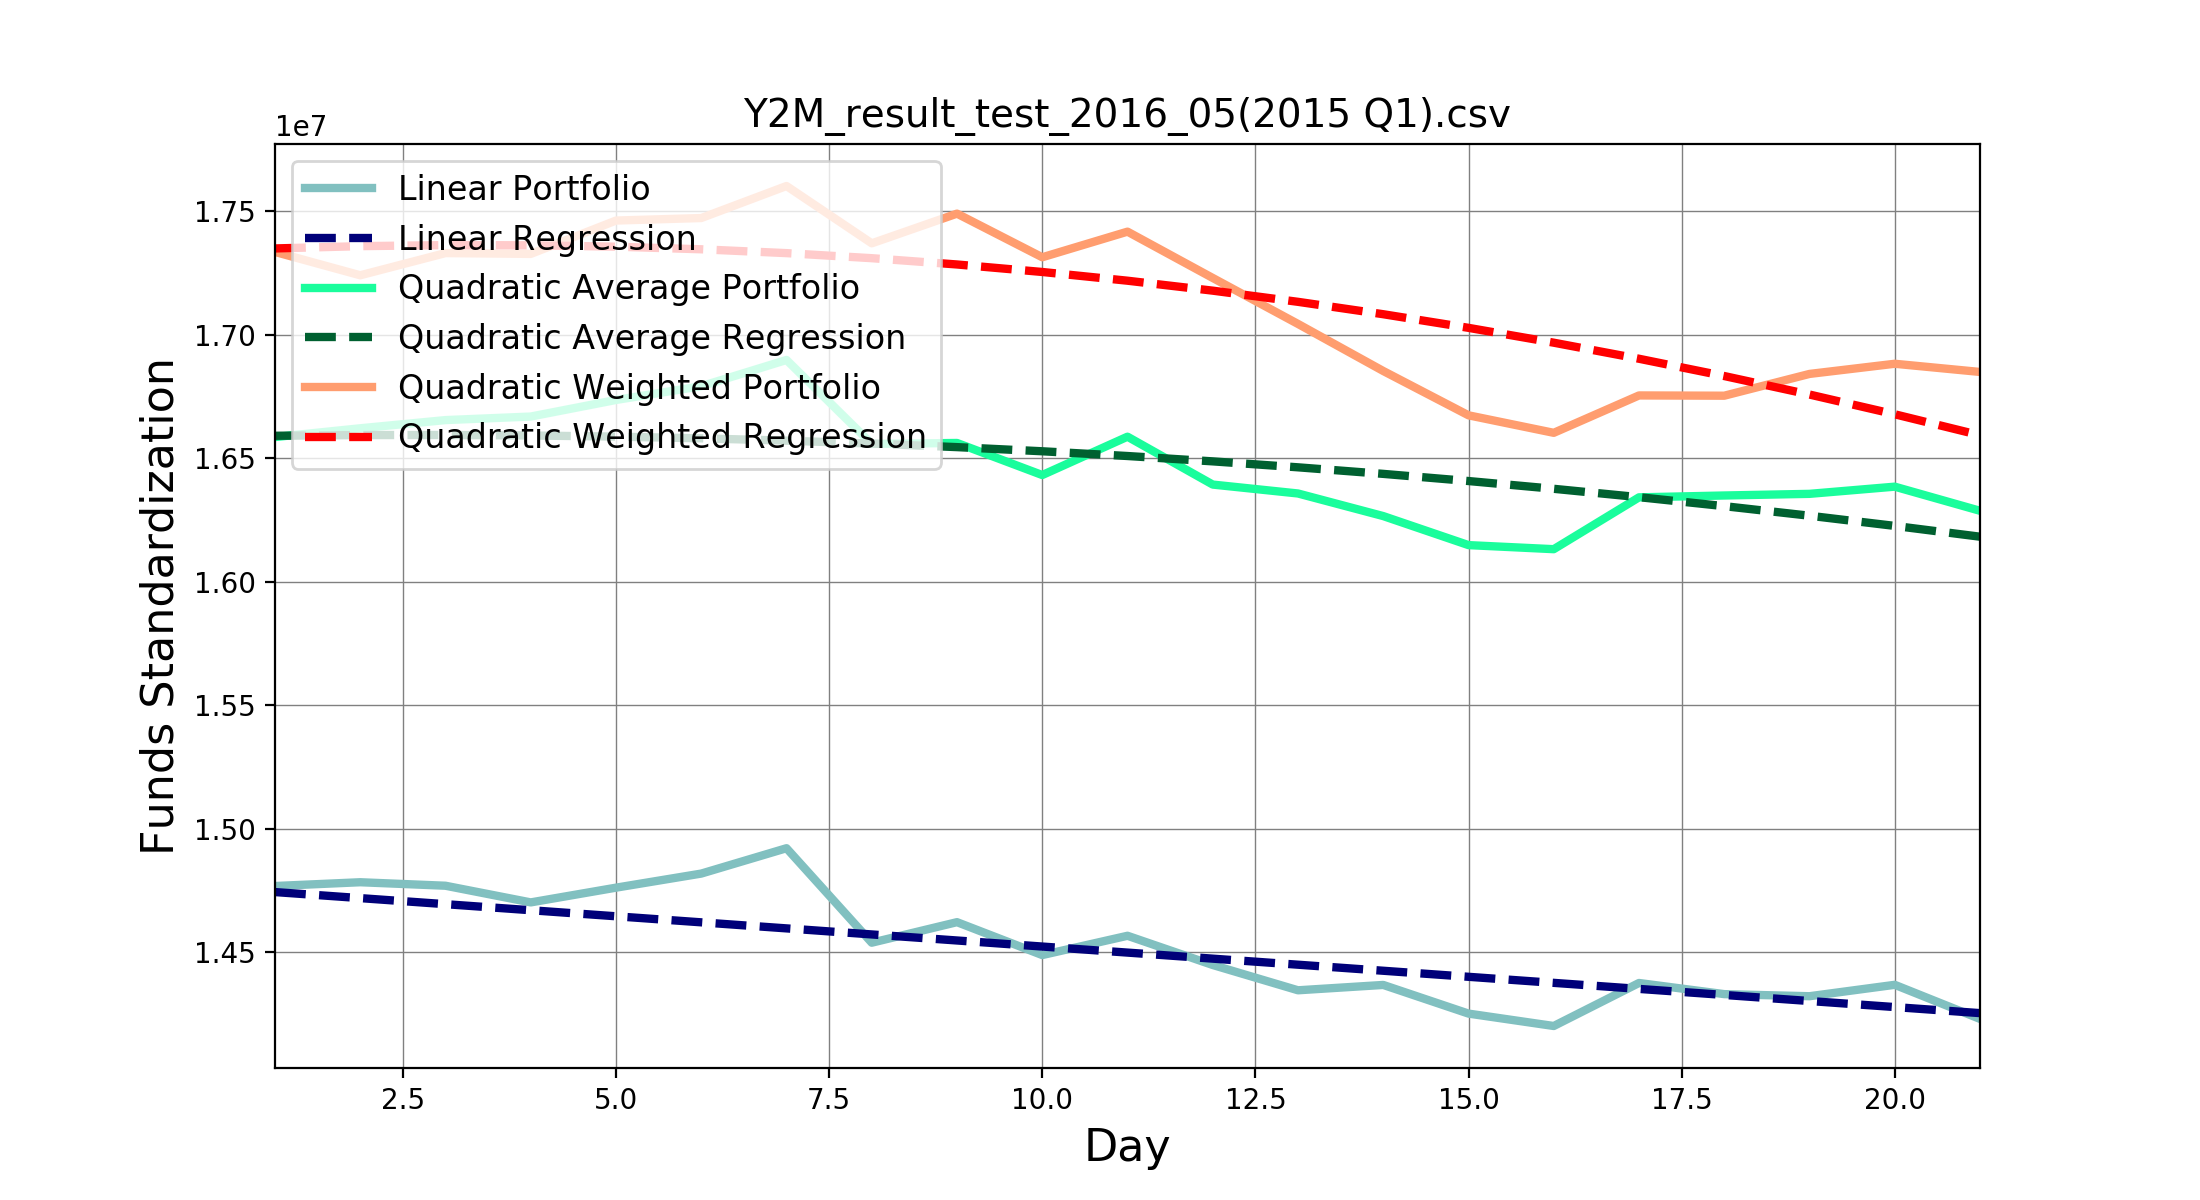 Y2M_result_test_2016_05(2015 Q1).csv
1e7
Linear Portfolio
Linear Regression
Quadratic Average Portfolio
Quadratic Average Regression
Quadratic Weighted Portfolio
Quadratic Weighted Regression
1.75
1.70
1.65
1.60
1.55
1.50
1.45
Funds Standardization
2.5 5.0 7.5 10.0 12.5 15.0 17.5 20.0
Day